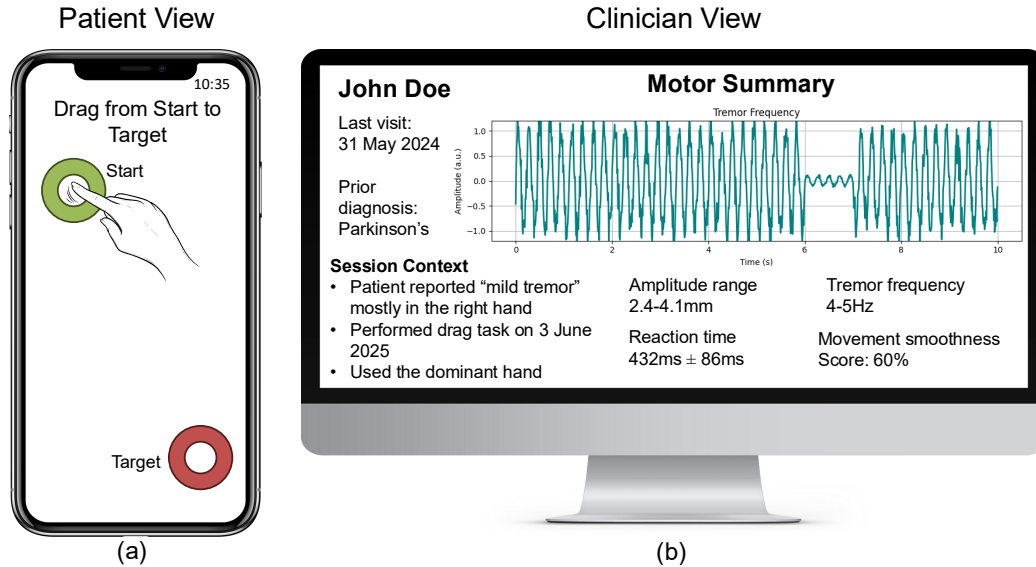 Patient View
10:35
Drag from Start to
Target
Start
Target
(a)
Clinician View
John Doe
Last visit:
31 May 2024
Prior
diagnosis:
Parkinson's
Motor Summary
Tremor Frequency
Amplitude (a.u.)
1.0
0.5
0.0
−0.5
−1.0
0
2
4
6
8
10
Time (s)
Session Context
• Patient reported “mild tremor”
mostly in the right hand
• Performed drag task on 3 June
2025
• Used the dominant hand
Amplitude range
2.4-4.1mm
Tremor frequency
4-5Hz
Reaction time
432ms ± 86ms
Movement smoothness
Score: 60%
(b)